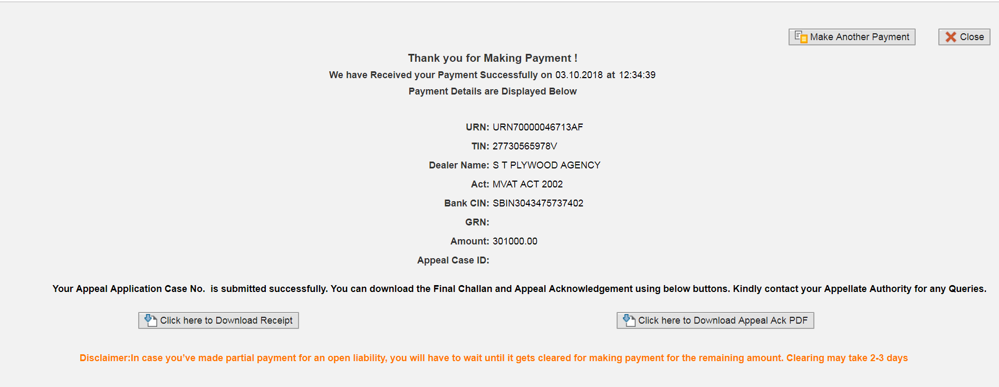 Make Another Payment
Close
Thank you for Making Payment !
We have Received your Payment Successfully on 03.10.2018 at 12:34:39
Payment Details are Displayed Below
URN: URN70000046713AF
TIN: 27730565978V
Dealer Name: S T PLYWOOD AGENCY
Act: MVAT ACT 2002
Bank CIN: SBIN3043475737402
GRN:
Amount: 301000.00
Appeal Case ID:
Your Appeal Application Case No.  is submitted successfully. You can download the Final Challan and Appeal Acknowledgement using below buttons. Kindly contact your Appellate Authority for any Queries.
Click here to Download Receipt
Click here to Download Appeal Ack PDF
Disclaimer:In case you’ve made partial payment for an open liability, you will have to wait until it gets cleared for making payment for the remaining amount. Clearing may take 2-3 days